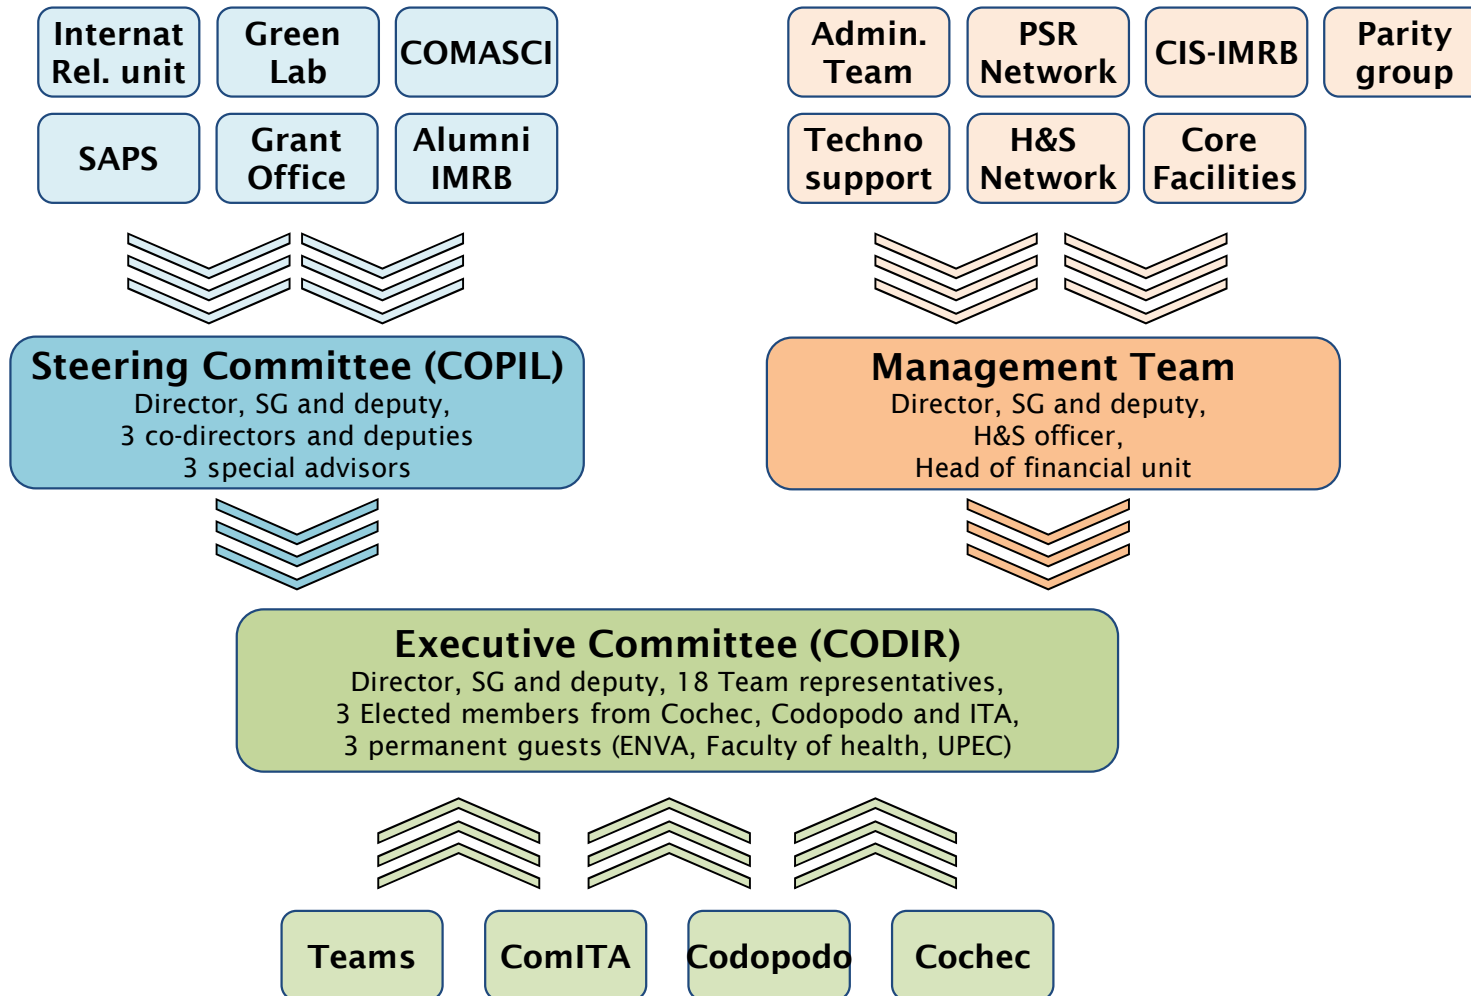 Internat
Rel. unit
Green
Lab
COMASCI
SAPS
Grant
Office
Alumni
IMRB
Admin.
Team
PSR
Network
CIS-IMRB
Parity
group
Techno
support
H&S
Network
Core
Facilities
Steering Committee (COPIL)
Director, SG and deputy,
3 co-directors and deputies
3 special advisors
Management Team
Director, SG and deputy,
H&S officer,
Head of financial unit
Executive Committee (CODIR)
Director, SG and deputy, 18 Team representatives,
3 Elected members from Cochec, Codopodo and ITA,
3 permanent guests (ENVA, Faculty of health, UPEC)
Teams
ComITA
Codopodo
Cochec